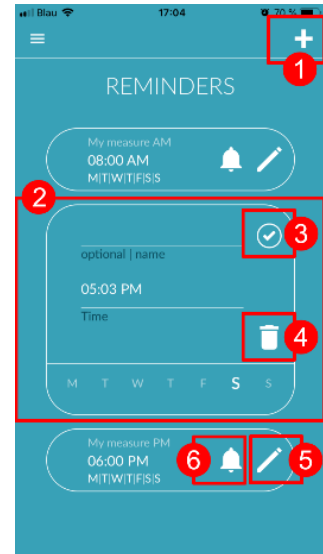 Blau 17:04 70 %
1
REMINDERS
My measure AM
08:00 AM
M|T|W|T|F|S|S
2
3
optional | name
05:03 PM
Time
4
M T W T F S S
My measure PM
06:00 PM
M|T|W|T|F|S|S
6
5